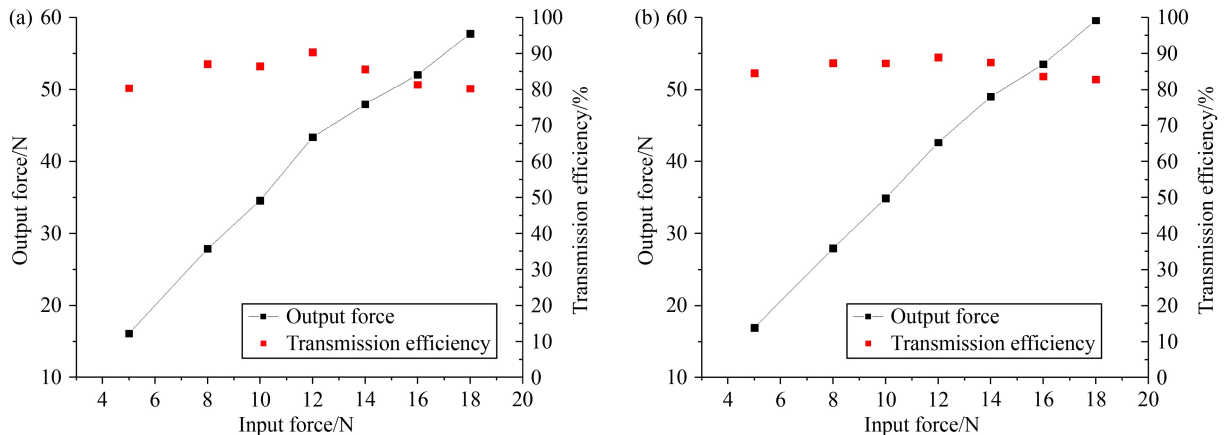 (a)
Output force/N
60
50
40
30
20
10
100
90
80
70
60
50
40
30
20
10
0
Transmission efficiency/%
Output force
Transmission efficiency
4 6 8 10 12 14 16 18 20
Input force/N
(b)
Output force/N
60
50
40
30
20
10
100
90
80
70
60
50
40
30
20
10
0
Transmission efficiency/%
Output force
Transmission efficiency
4 6 8 10 12 14 16 18 20
Input force/N